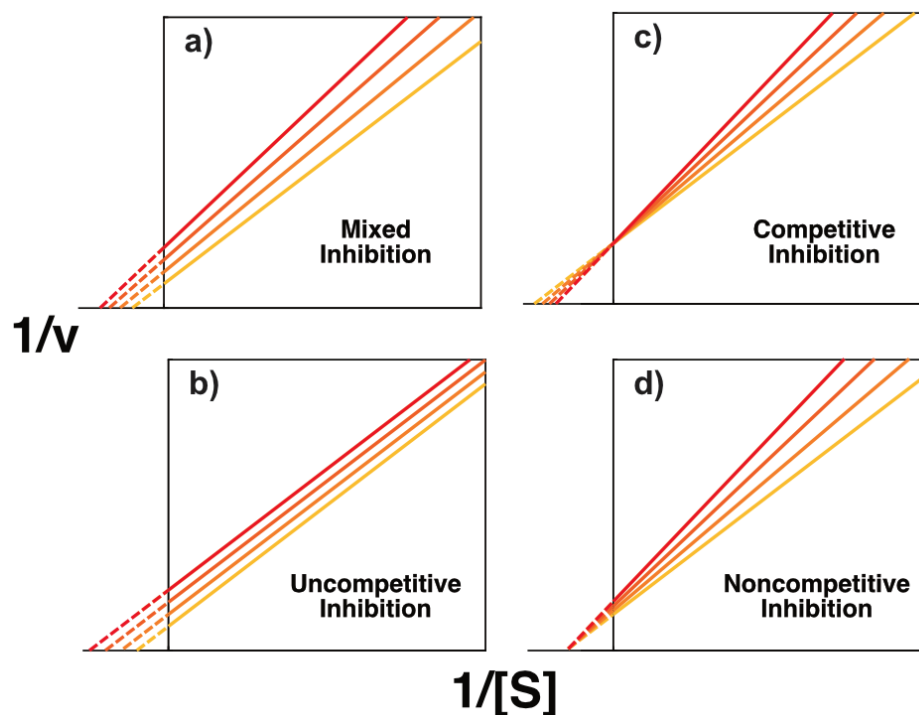 a)
Mixed
Inhibition
c)
Competitive
Inhibition
1/v
b)
Uncompetitive
Inhibition
d)
Noncompetitive
Inhibition
1/[S]